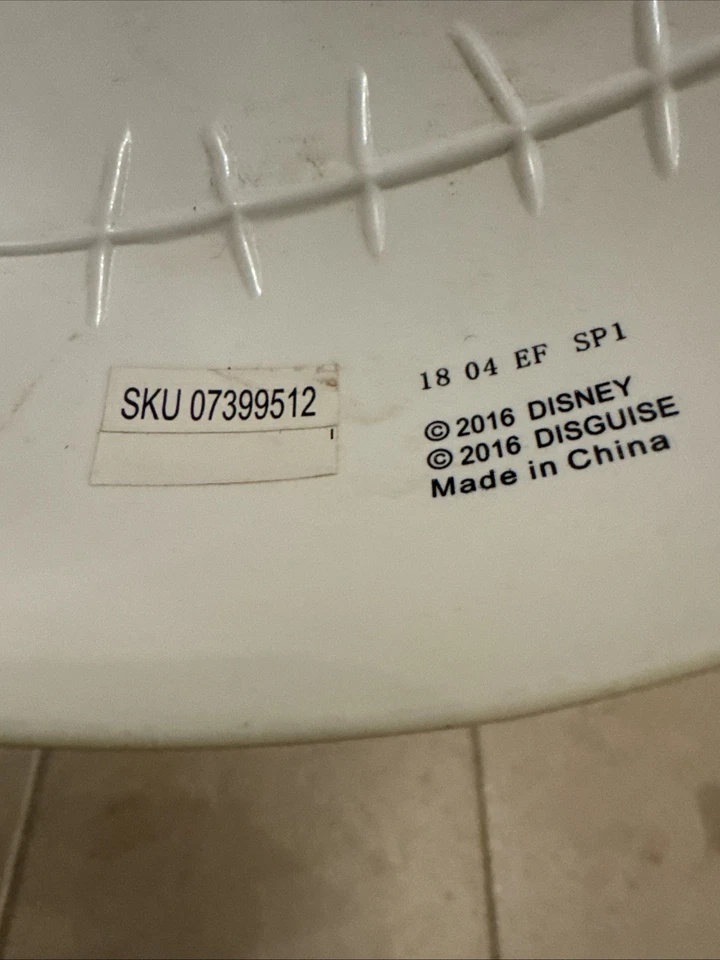 SKU 07399512
18 04 EF SP1
© 2016 DISNEY
© 2016 DISGUISE
Made in China